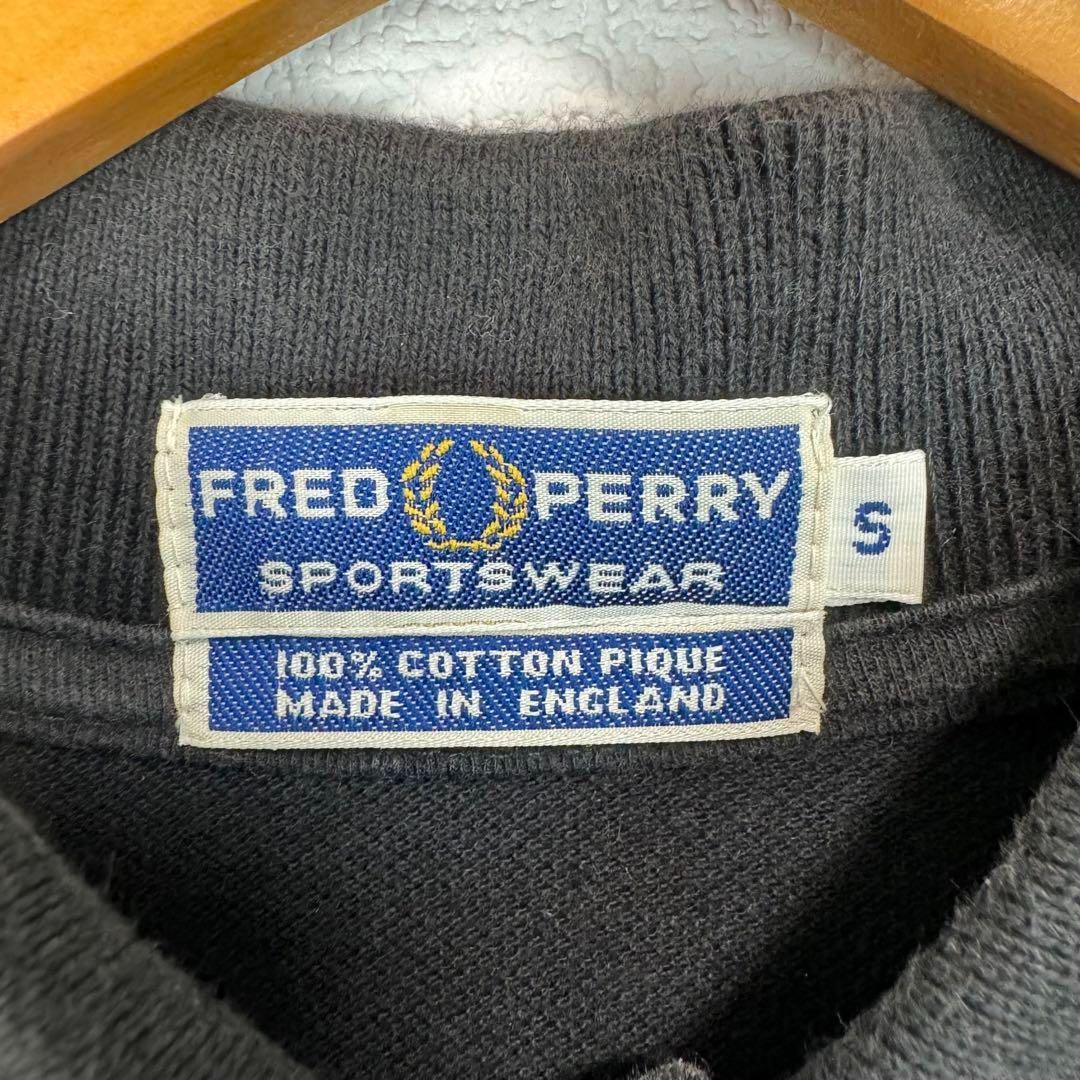 FRED PERRY
SPORTSWEAR
S
100% COTTON PIQUE
MADE IN ENGLAND